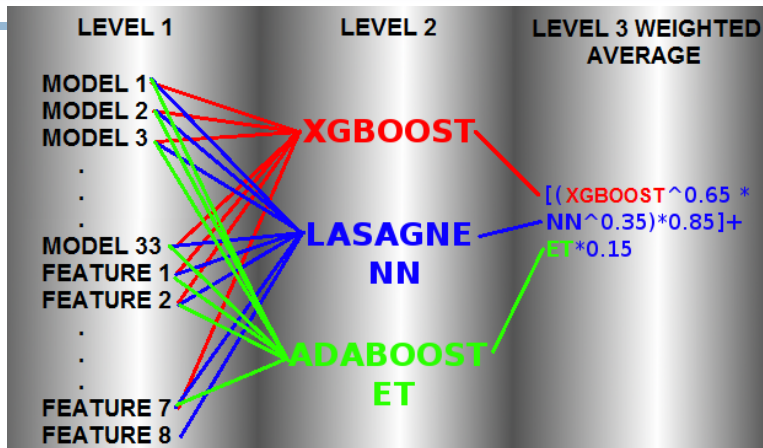 LEVEL 1
LEVEL 2
LEVEL 3 WEIGHTED
AVERAGE
MODEL 1
MODEL 2
MODEL 3
.
.
.
MODEL 33
FEATURE 1
FEATURE 2
.
.
.
FEATURE 7
FEATURE 8
XGBOOST
LASAGNE
NN
ADABOOST
ET
[(XGBOOST^0.65 *
NN^0.35)*0.85]+
ET*0.15